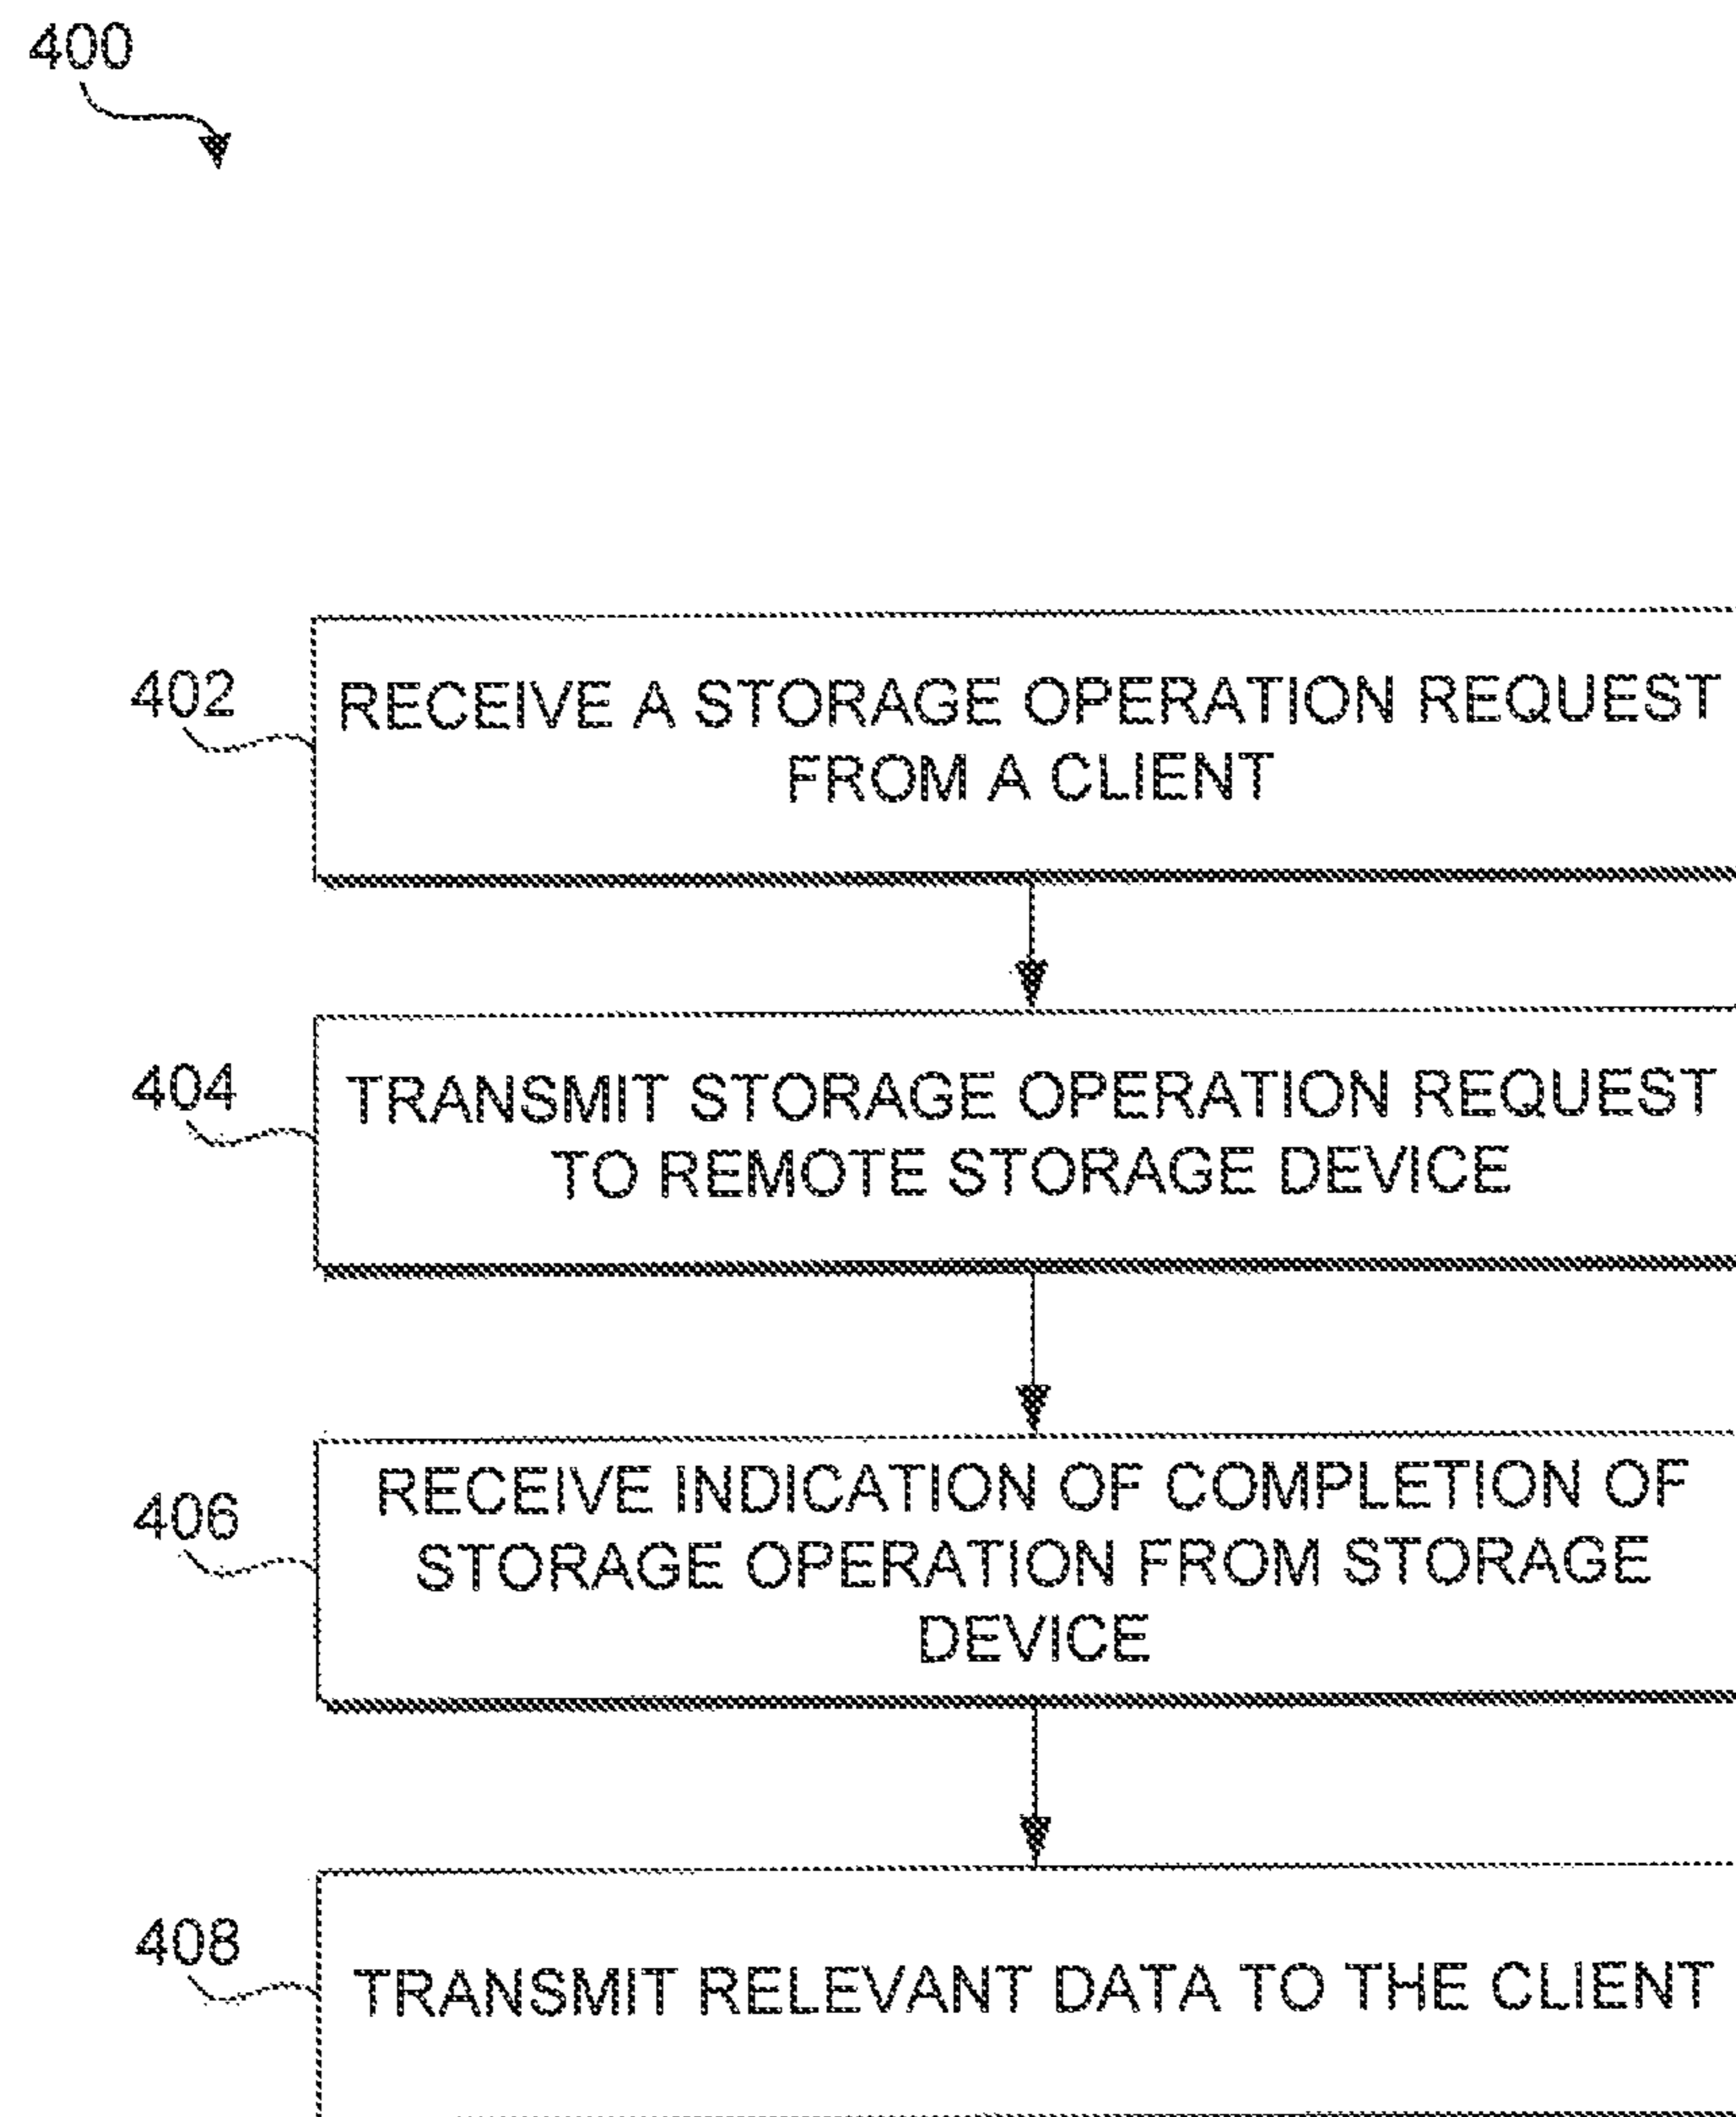 400
402
RECEIVE A STORAGE OPERATION REQUEST
FROM A CLIENT
404
TRANSMIT STORAGE OPERATION REQUEST
TO REMOTE STORAGE DEVICE
406
RECEIVE INDICATION OF COMPLETION OF
STORAGE OPERATION FROM STORAGE
DEVICE
408
TRANSMIT RELEVANT DATA TO THE CLIENT